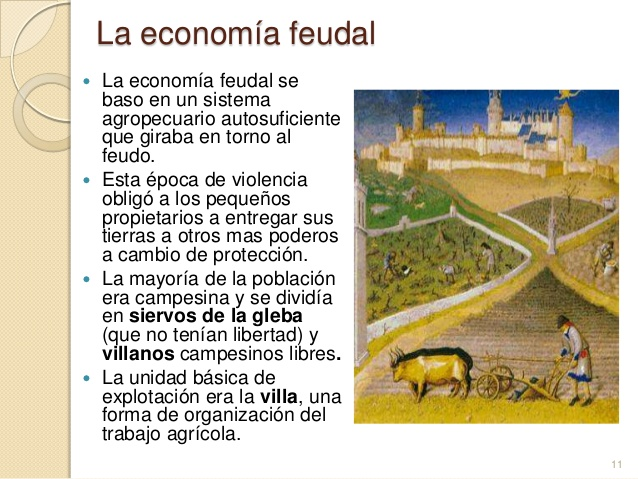 La economía feudal
La economía feudal se
baso en un sistema
agropecuario autosuficiente
que giraba en torno al
feudo.
Esta época de violencia
obligó a los pequeños
propietarios a entregar sus
tierras a otros mas poderos
a cambio de protección.
La mayoría de la población
era campesina y se dividía
en siervos de la gleba
(que no tenían libertad) y
villanos campesinos libres.
La unidad básica de
explotación era la villa, una
forma de organización del
trabajo agrícola.
11